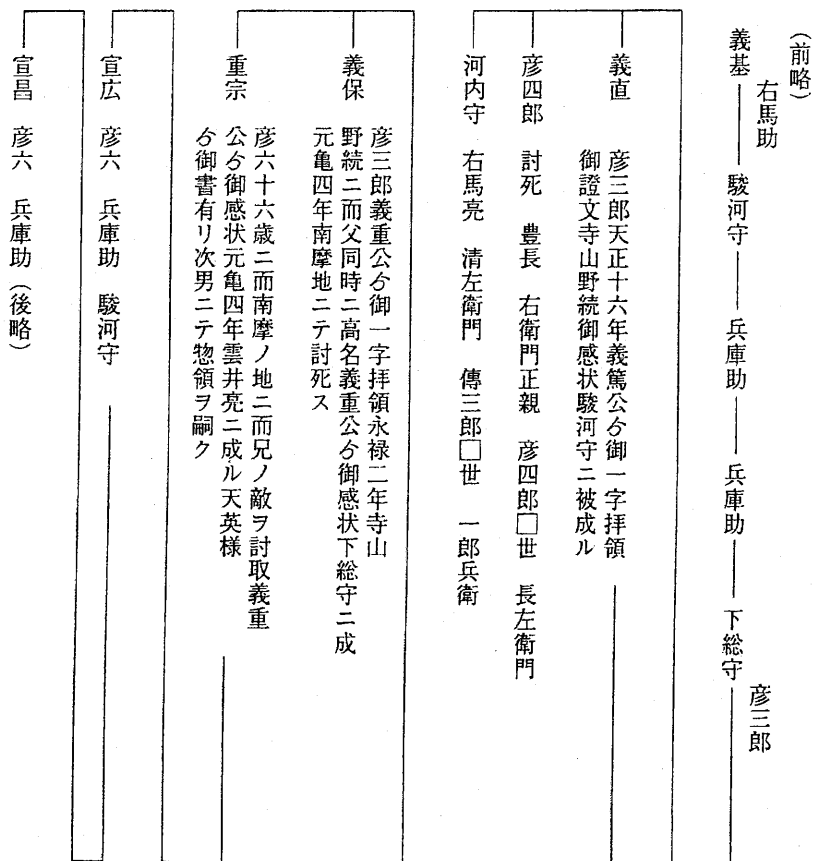 （前略）
右馬助
義基――駿河守――兵庫助――兵庫助――下総守
彦三郎
義直　彦三郎天正十六年義篤公ゟ御一字拝領
御證文寺山野続御感状駿河守ニ被成ル
彦四郎　討死　豊長　右衛門正親　彦四郎□世　長左衛門
河内守　右馬亮　清左衛門　傳三郎□世　一郎兵衛
義保　彦三郎義重公ゟ御一字拝領永禄二年寺山
野続ニ而父同時ニ高名義重公ゟ御感状下総守ニ成
元亀四年南摩地ニテ討死ス
重宗　彦六十六歳ニ而南摩ノ地ニ而兄ノ敵ヲ討取義重
公ゟ御感状元亀四年雲井亮ニ成ル天英様
ゟ御書有リ次男ニテ惣領ヲ嗣ク
宣広　彦六　兵庫助　駿河守
宣昌　彦六　兵庫助（後略）